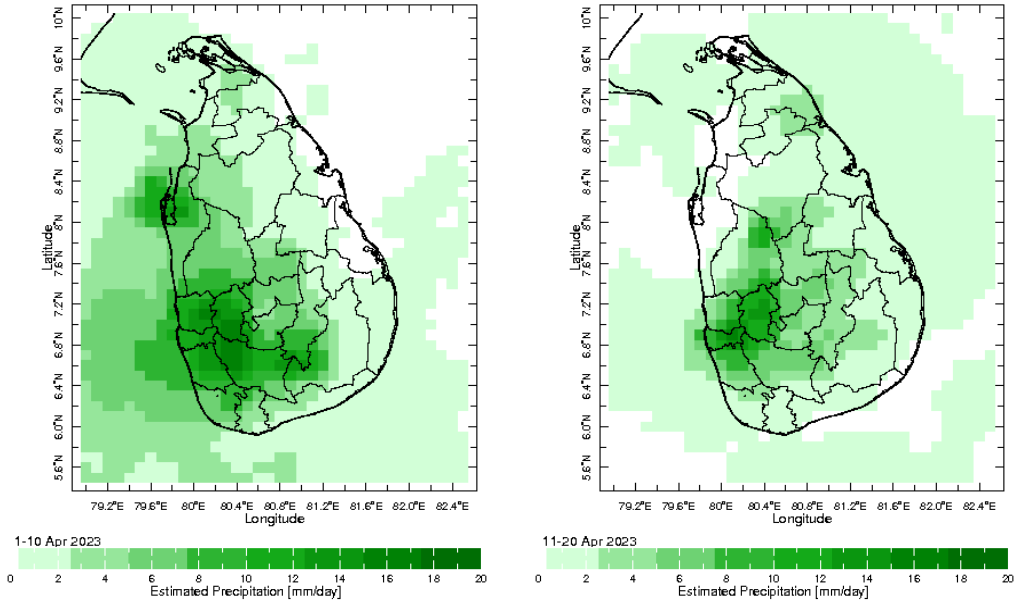 10°N
9.6°N
9.2°N
8.8°N
8.4°N
8°N
7.6°N
7.2°N
6.8°N
6.4°N
6.0°N
5.6°N
Latitude
79.2°E 79.6°E 80°E 80.4°E 80.8°E 81.2°E 81.6°E 82.0°E 82.4°E
Longitude
1-10 Apr 2023
0 2 4 6 8 10 12 14 16 18 20
Estimated Precipitation [mm/day]
10°N
9.6°N
9.2°N
8.8°N
8.4°N
8°N
7.6°N
7.2°N
6.8°N
6.4°N
6.0°N
5.6°N
Latitude
79.2°E 79.6°E 80°E 80.4°E 80.8°E 81.2°E 81.6°E 82.0°E 82.4°E
Longitude
11-20 Apr 2023
0 2 4 6 8 10 12 14 16 18 20
Estimated Precipitation [mm/day]